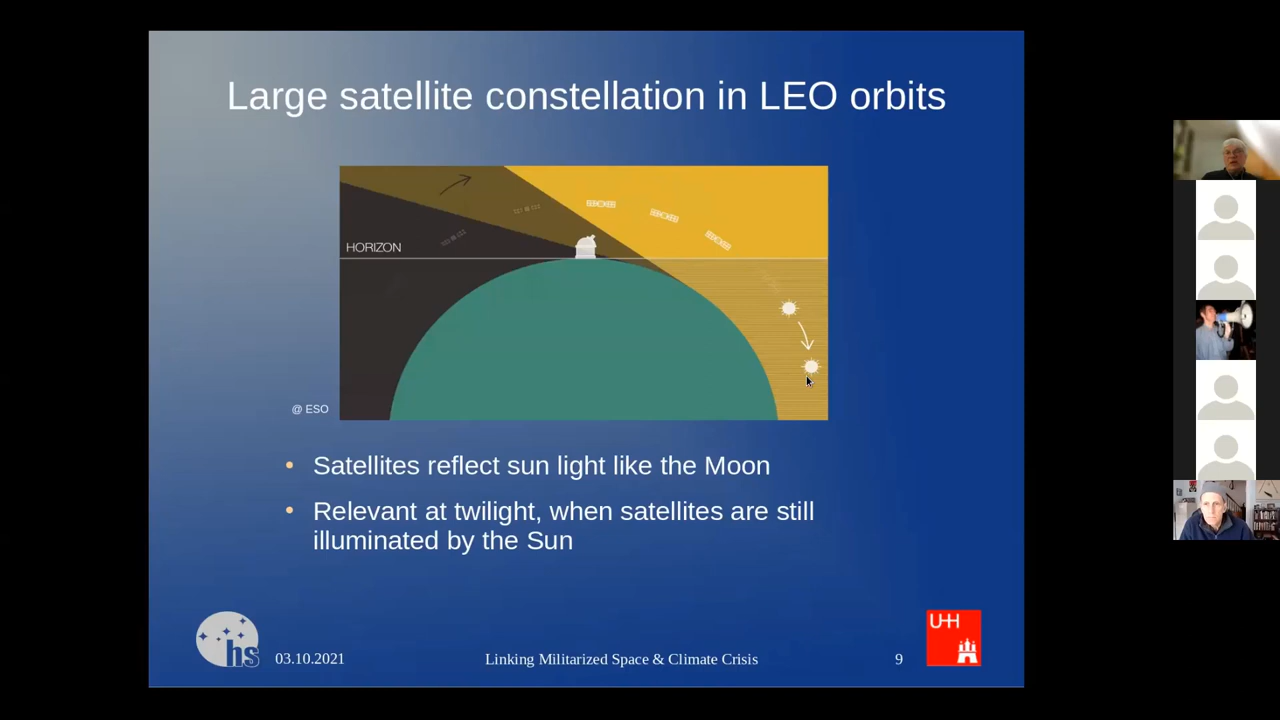 Large satellite constellation in LEO orbits
HORIZON
@ ESO
• Satellites reflect sun light like the Moon
• Relevant at twilight, when satellites are still
illuminated by the Sun
hs
03.10.2021
Linking Militarized Space & Climate Crisis
9
UH